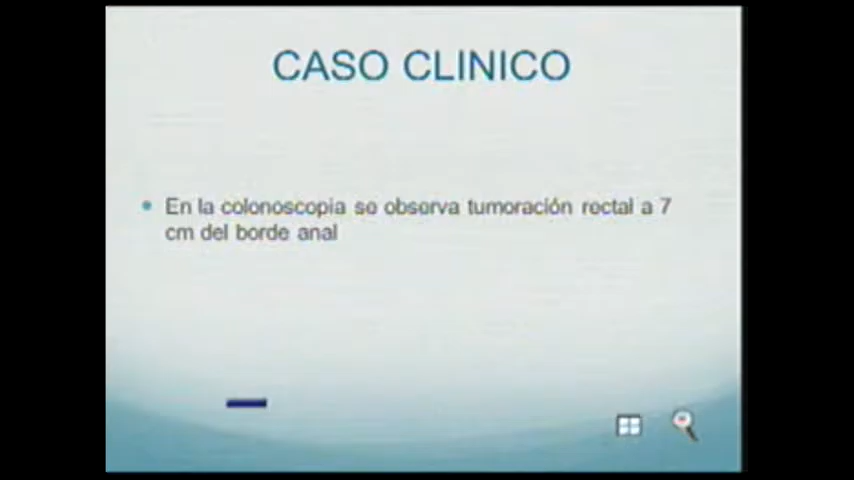 CASO CLINICO
En la colonoscopia se observa tumoración rectal a 7
cm del borde anal